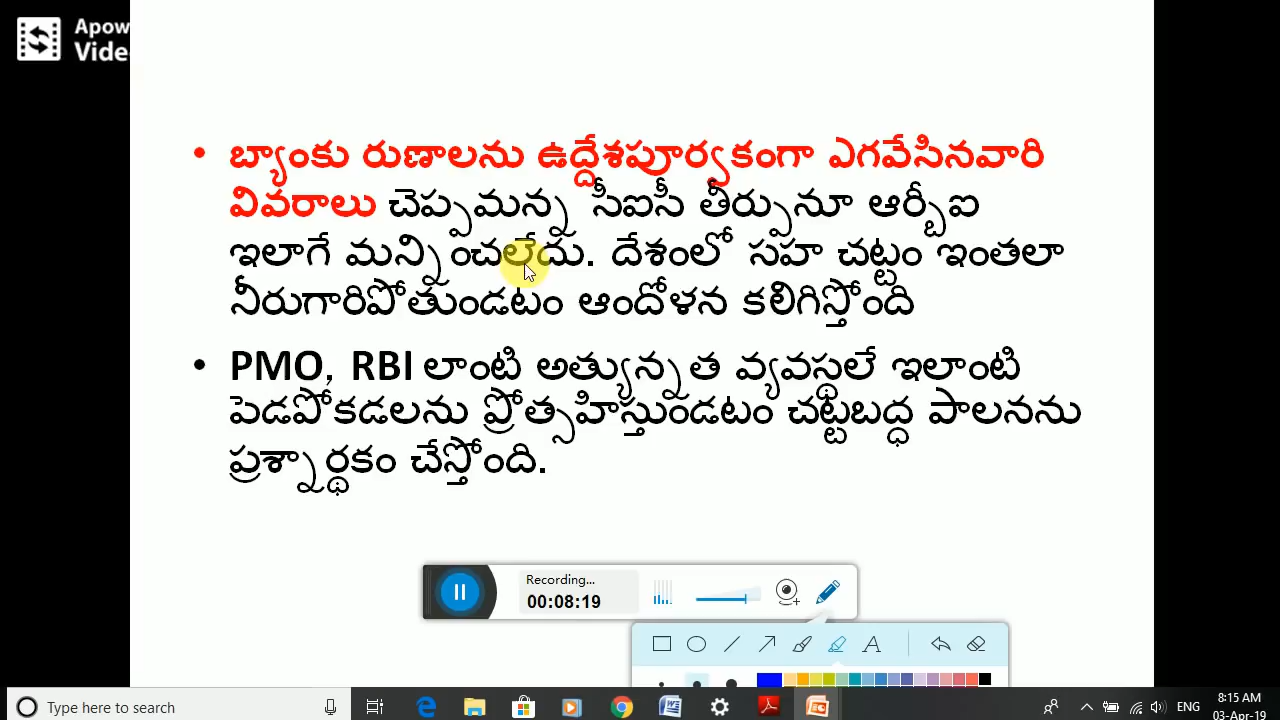 Apow
Vide
• బ్యాంకు రుణాలను ఉద్దేశపూర్వకంగా ఎగవేసినవారి
వివరాలు చెప్పమన్న సీఐసీ తీర్పునూ ఆర్బీఐ
ఇలాగే మన్నించలేదు. దేశంలో సహ చట్టం ఇంతలా
నీరుగారిపోతుండటం ఆందోళన కలిగిస్తోంది
• PMO, RBI లాంటి అత్యున్నత వ్యవస్థలే ఇలాంటి
పెడపోకడలను ప్రోత్సహిస్తుండటం చట్టబద్ధ పాలనను
ప్రశ్నార్థకం చేస్తోంది.
Recording...
00:08:19
A
Type here to search
ENG
8:15 AM
03-Apr-19